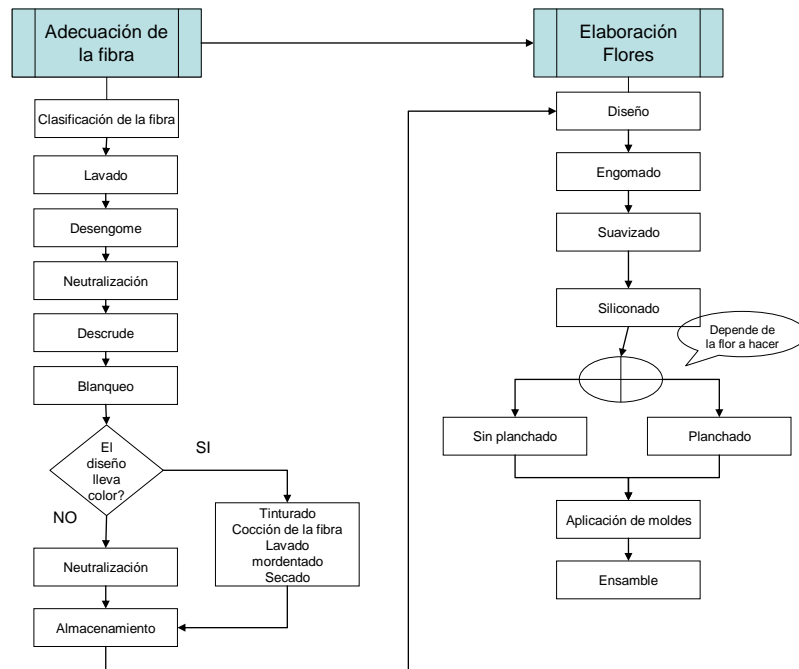 Adecuación de
la fibra
Clasificación de la fibra
Lavado
Desengome
Neutralización
Descrude
Blanqueo
El
diseño
lleva
color?
SI
NO
Tinturado
Cocción de la fibra
Lavado
mordentado
Secado
Neutralización
Almacenamiento
Elaboración
Flores
Diseño
Engomado
Suavizado
Siliconado
Depende de
la flor a hacer
Sin planchado
Planchado
Aplicación de moldes
Ensamble